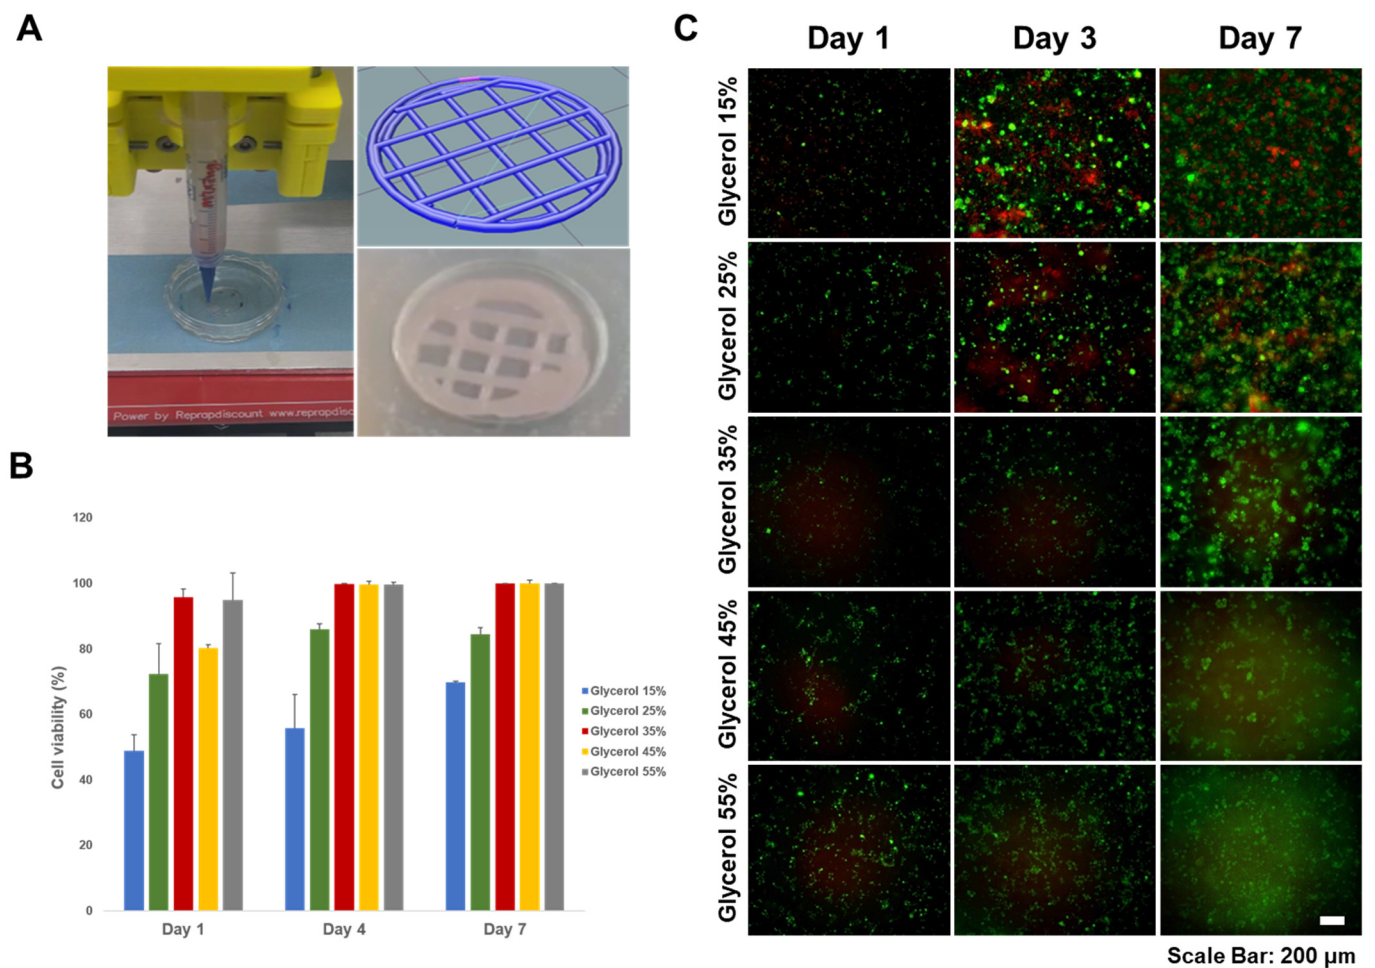 A
Power by Reprapdiscount www.reprapdisc
B
120
100
80
60
40
20
0
Cell viability (%)
Day 1
Day 4
Day 7
Glycerol 15%
Glycerol 25%
Glycerol 35%
Glycerol 45%
Glycerol 55%
C
Day 1
Day 3
Day 7
Glycerol 15%
Glycerol 25%
Glycerol 35%
Glycerol 45%
Glycerol 55%
Scale Bar: 200 µm